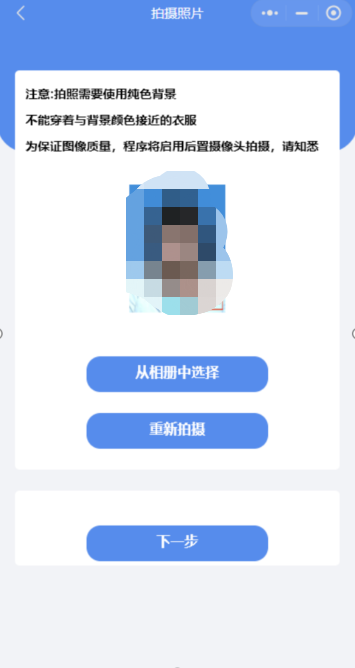 拍摄照片
注意:拍照需要使用纯色背景
不能穿着与背景颜色接近的衣服
为保证图像质量，程序将启用后置摄像头拍摄，请知悉
从相册中选择
重新拍摄
下一步